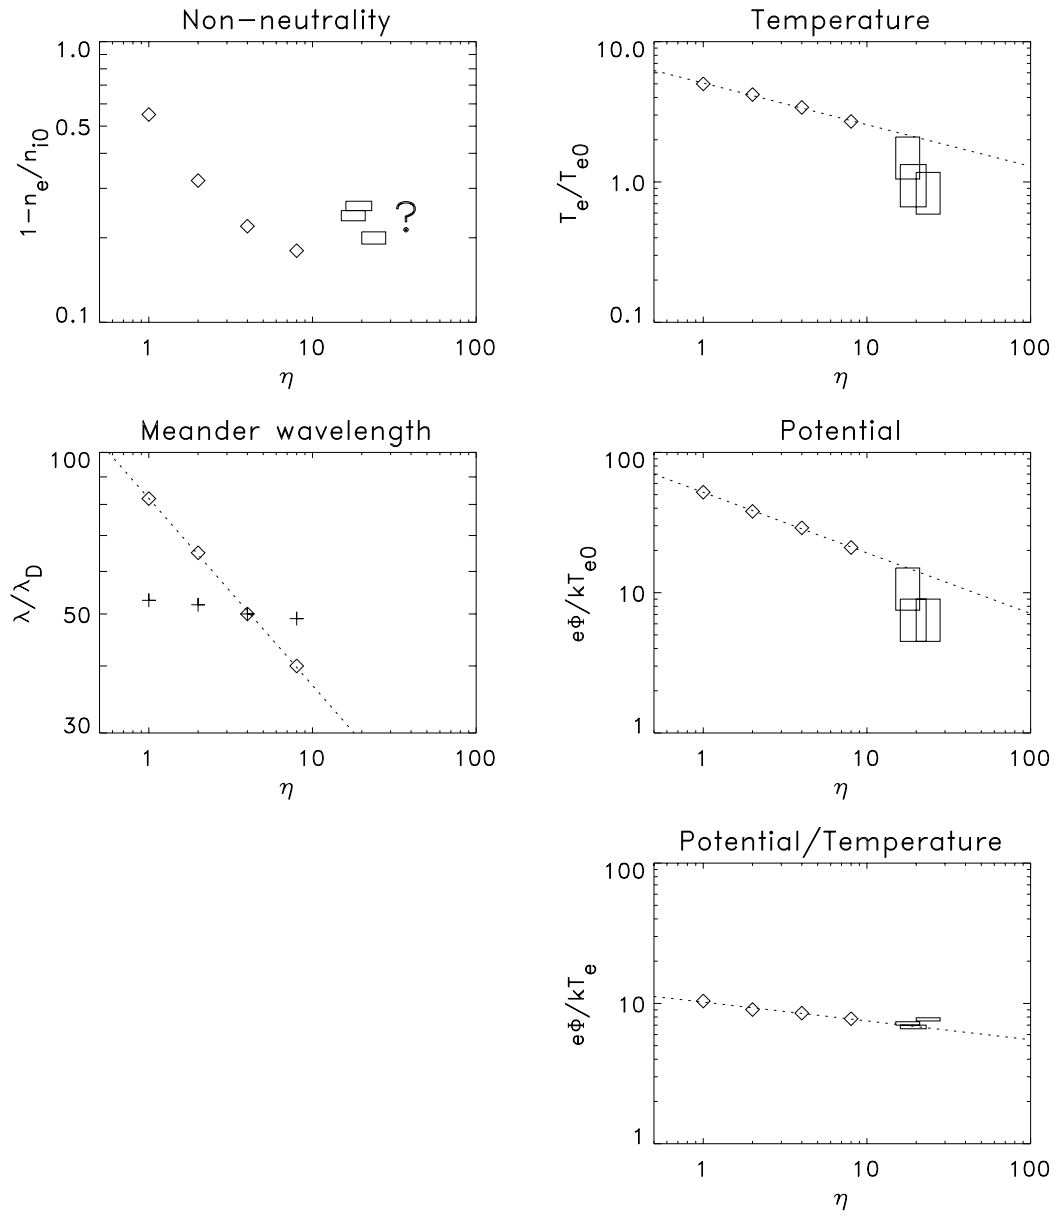 Non-neutrality
1.0
0.5
0.1
1-n_e/n_i0
?
1 10 100
η
Temperature
10.0
1.0
0.1
T_e/T_e0
1 10 100
η
Meander wavelength
100
50
30
λ/λ_D
1 10 100
η
Potential
100
10
1
eΦ/kT_e0
1 10 100
η
Potential/Temperature
100
10
1
eΦ/kT_e
1 10 100
η